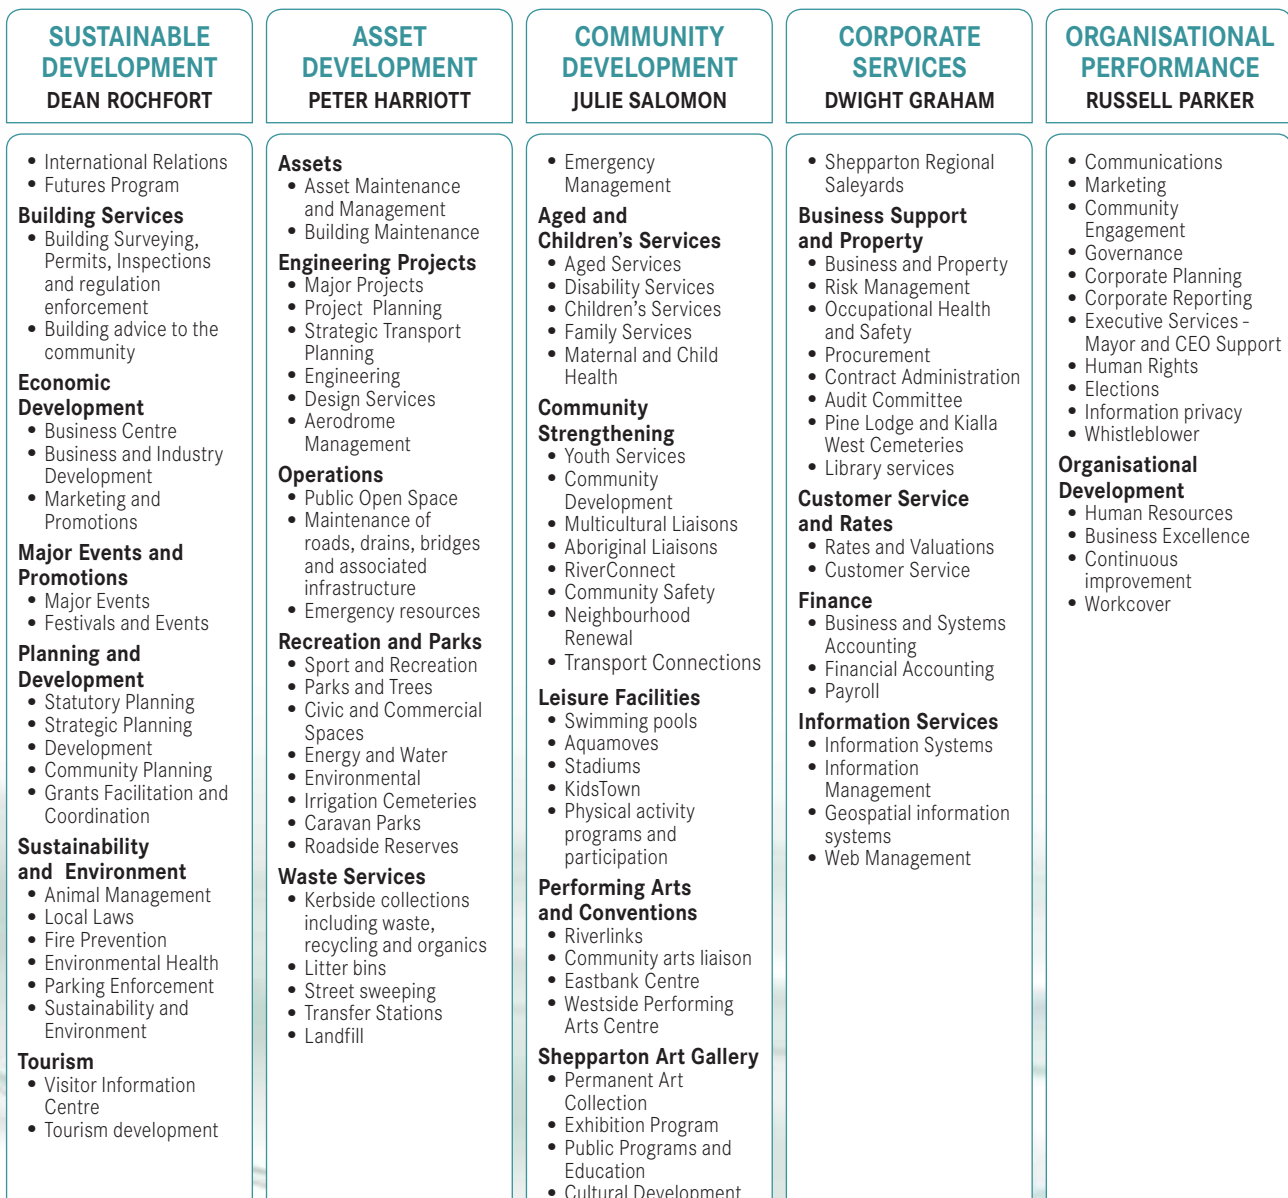 SUSTAINABLE
DEVELOPMENT
DEAN ROCHFORT
• International Relations
• Futures Program
Building Services
• Building Surveying,
Permits, Inspections
and regulation
enforcement
• Building advice to the
community
Economic
Development
• Business Centre
• Business and Industry
Development
• Marketing and
Promotions
Major Events and
Promotions
• Major Events
• Festivals and Events
Planning and
Development
• Statutory Planning
• Strategic Planning
• Development
• Community Planning
• Grants Facilitation and
Coordination
Sustainability
and Environment
• Animal Management
• Local Laws
• Fire Prevention
• Environmental Health
• Parking Enforcement
• Sustainability and
Environment
Tourism
• Visitor Information
Centre
• Tourism development
ASSET
DEVELOPMENT
PETER HARRIOTT
Assets
• Asset Maintenance
and Management
• Building Maintenance
Engineering Projects
• Major Projects
• Project Planning
• Strategic Transport
Planning
• Engineering
• Design Services
• Aerodrome
Management
Operations
• Public Open Space
• Maintenance of
roads, drains, bridges
and associated
infrastructure
• Emergency resources
Recreation and Parks
• Sport and Recreation
• Parks and Trees
• Civic and Commercial
Spaces
• Energy and Water
• Environmental
• Irrigation Cemeteries
• Caravan Parks
• Roadside Reserves
Waste Services
• Kerbside collections
including waste,
recycling and organics
• Litter bins
• Street sweeping
• Transfer Stations
• Landfill
COMMUNITY
DEVELOPMENT
JULIE SALOMON
• Emergency
Management
Aged and
Children's Services
• Aged Services
• Disability Services
• Children's Services
• Family Services
• Maternal and Child
Health
Community
Strengthening
• Youth Services
• Community
Development
• Multicultural Liaisons
• Aboriginal Liaisons
• RiverConnect
• Community Safety
• Neighbourhood
Renewal
• Transport Connections
Leisure Facilities
• Swimming pools
• Aquamoves
• Stadiums
• KidsTown
• Physical activity
programs and
participation
Performing Arts
and Conventions
• Riverlinks
• Community arts liaison
• Eastbank Centre
• Westside Performing
Arts Centre
Shepparton Art Gallery
• Permanent Art
Collection
• Exhibition Program
• Public Programs and
Education
• Cultural Development
CORPORATE
SERVICES
DWIGHT GRAHAM
• Shepparton Regional
Saleyards
Business Support
and Property
• Business and Property
• Risk Management
• Occupational Health
and Safety
• Procurement
• Contract Administration
• Audit Committee
• Pine Lodge and Kialla
West Cemeteries
• Library services
Customer Service
and Rates
• Rates and Valuations
• Customer Service
Finance
• Business and Systems
Accounting
• Financial Accounting
• Payroll
Information Services
• Information Systems
• Information
Management
• Geospatial information
systems
• Web Management
ORGANISATIONAL
PERFORMANCE
RUSSELL PARKER
• Communications
• Marketing
• Community
Engagement
• Governance
• Corporate Planning
• Corporate Reporting
• Executive Services -
Mayor and CEO Support
• Human Rights
• Elections
• Information privacy
• Whistleblower
Organisational
Development
• Human Resources
• Business Excellence
• Continuous
improvement
• Workcover